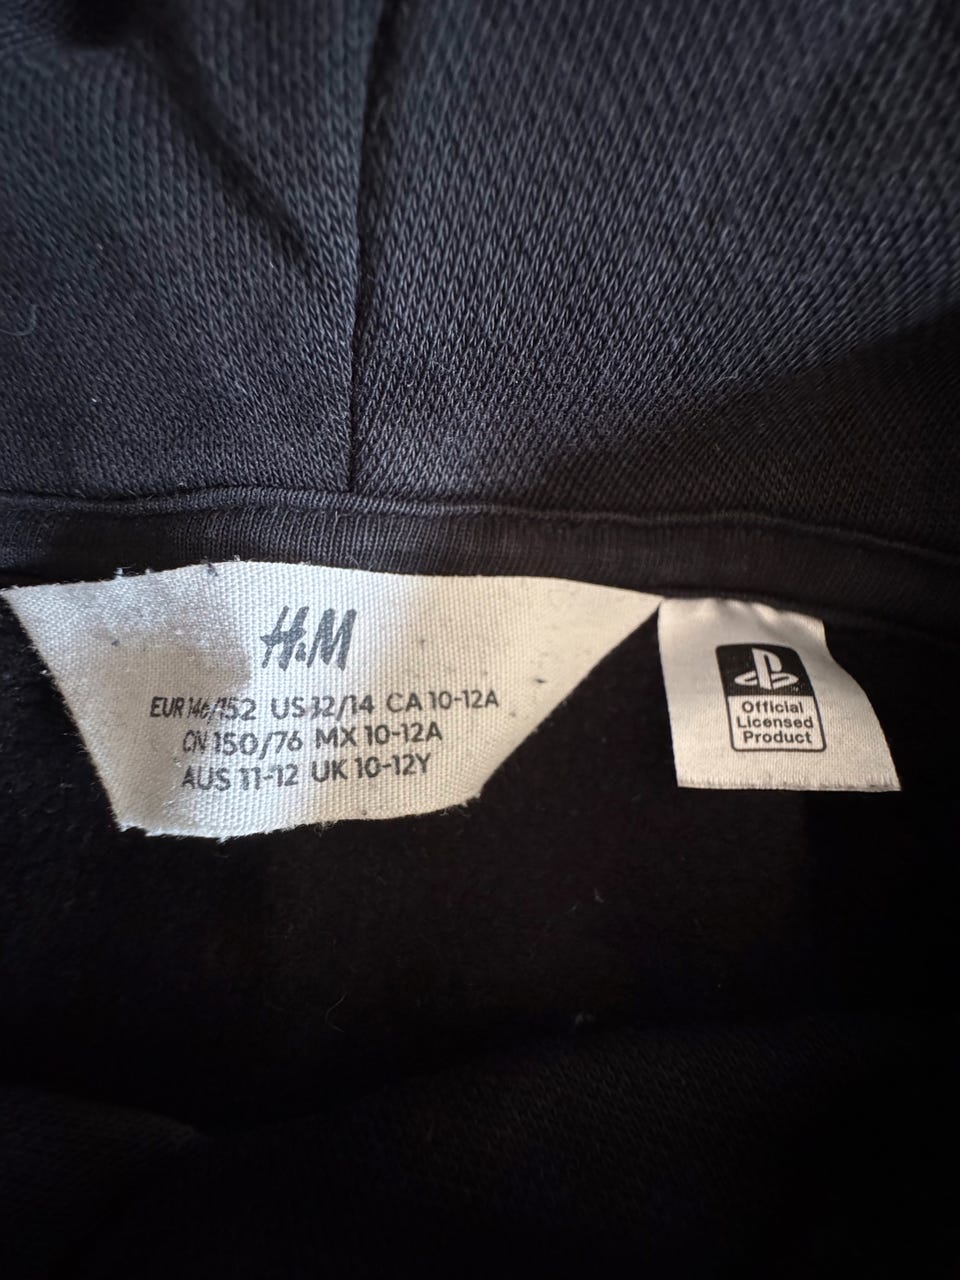 H&M
EUR 146/152 US 12/14 CA 10-12A
CN 150/76 MX 10-12A
AUS 11-12 UK 10-12Y
Official
Licensed
Product